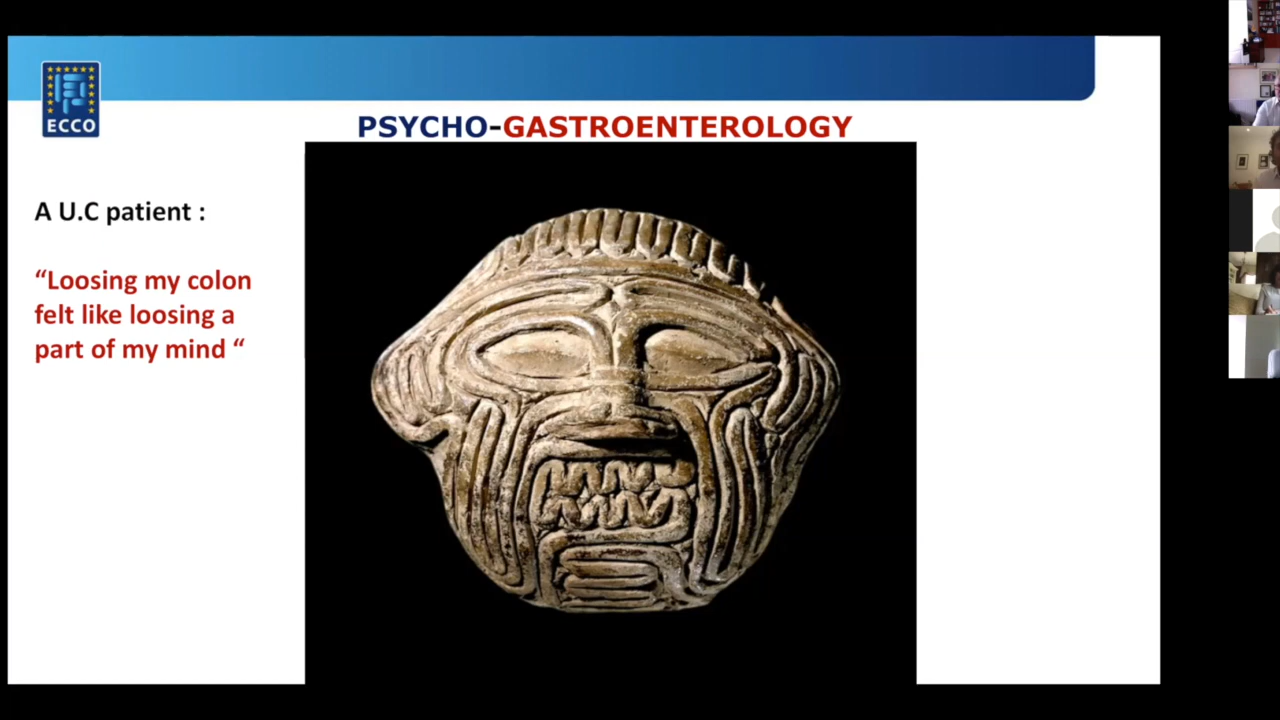 ECCO
PSYCHO-GASTROENTEROLOGY
A U.C patient :
“Loosing my colon
felt like loosing a
part of my mind “